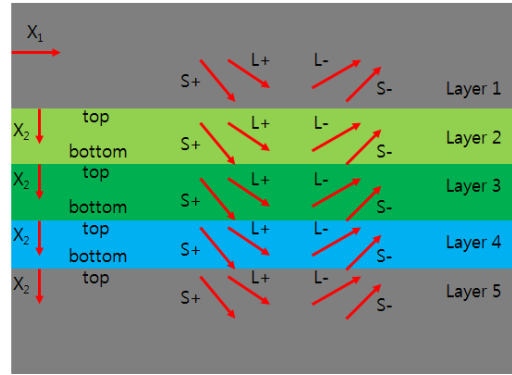 X1
L+ L-
S+ S- Layer 1
X2 top L+ L-
bottom S+ S- Layer 2
X2 top L+ L- Layer 3
bottom S+ S-
X2 top L+ L-
bottom S+ S- Layer 4
X2 top L+ L-
S+ S- Layer 5